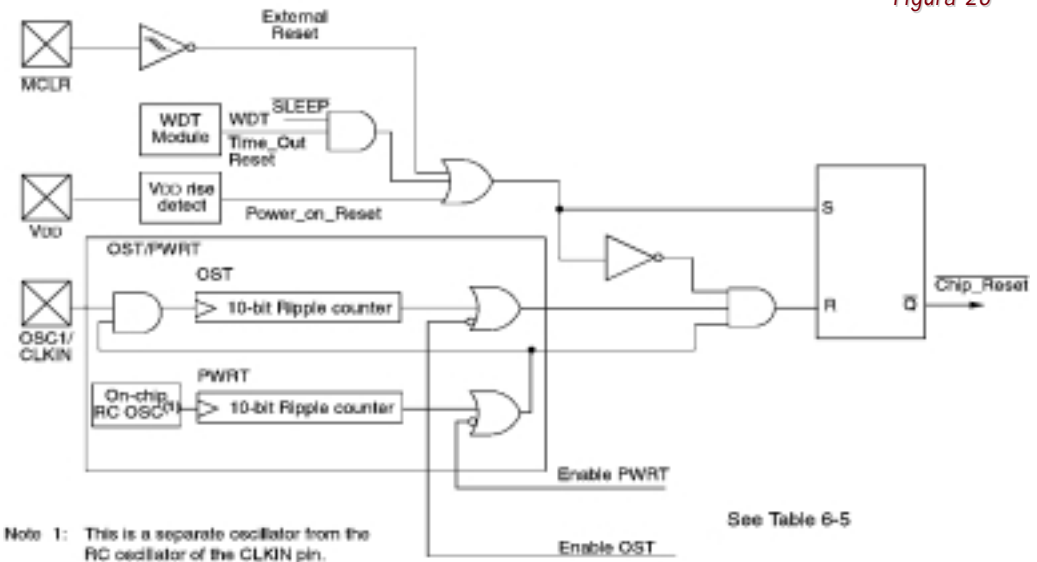 Figura 26
External
Reset
MCLR
WDT
Module
WDT
SLEEP
Time_Out
Reset
VDD rise
detect
Power_on_Reset
VDD
OST/PWRT
OST
10-bit Ripple counter
OSC1/
CLKIN
PWRT
On-chip
RC OSC(1)
10-bit Ripple counter
S
R
Q
Chip_Reset
Enable PWRT
See Table 6-5
Enable OST
Note 1: This is a separate oscillator from the
RC oscillator of the CLKIN pin.